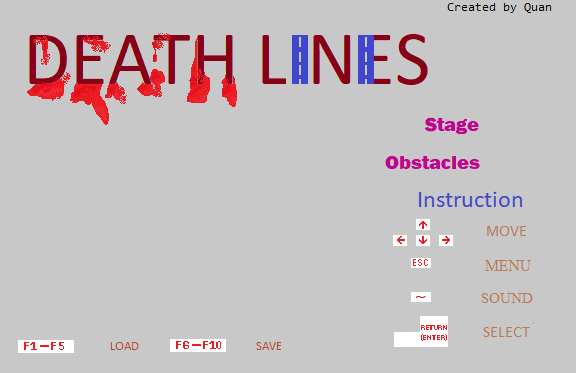 Created by Quan
DEATH LINES
Stage
Obstacles
Instruction
↑
← ↓ → MOVE
ESC MENU
~ SOUND
RETURN
(ENTER) SELECT
F1-F5 LOAD F6-F10 SAVE